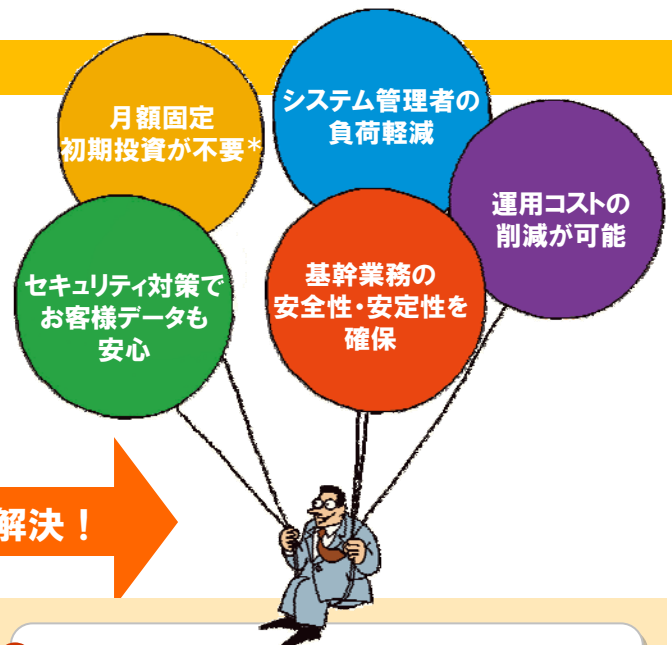 月額固定
初期投資が不要*
システム管理者の
負荷軽減
運用コストの
削減が可能
セキュリティ対策で
お客様データも
安心
基幹業務の
安全性・安定性を
確保
解決！